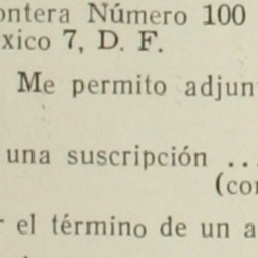 ontera Número 100
xico 7, D. F.
Me permito adjun
una suscripción ..
(co
r el término de un a